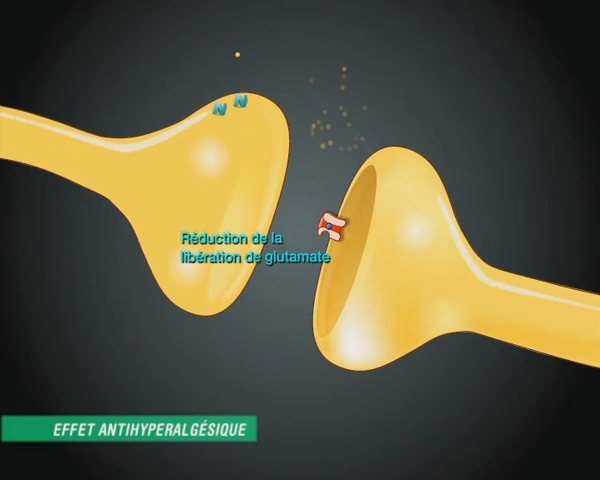 N N
Réduction de la
libération de glutamate
EFFET ANTIHYPERALGÉSIQUE